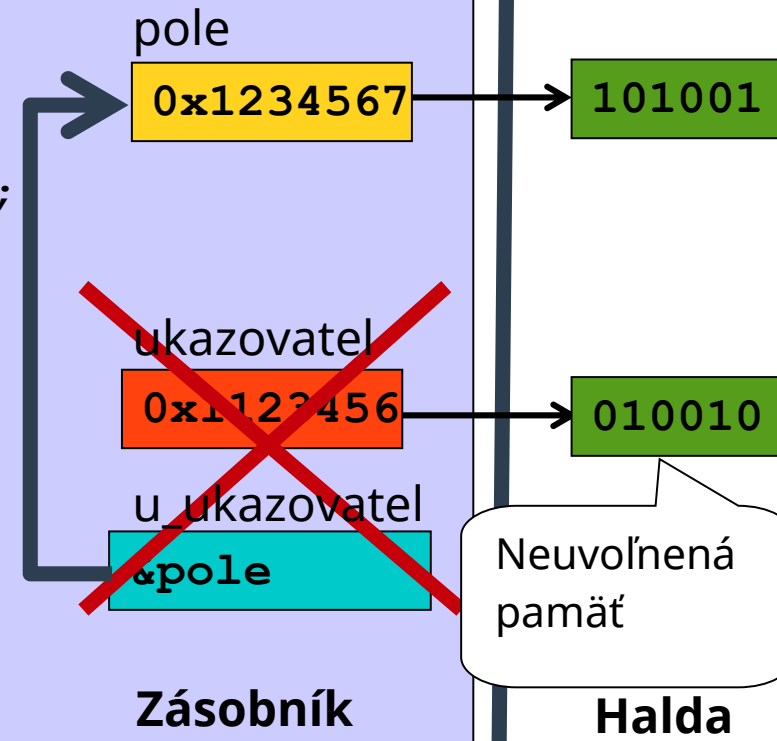 pole
0x1234567
101001
;
ukazovatel
0x1123456
010010
u_ukazovatel
&pole
Neuvoľnená
pamäť
Zásobník
Halda